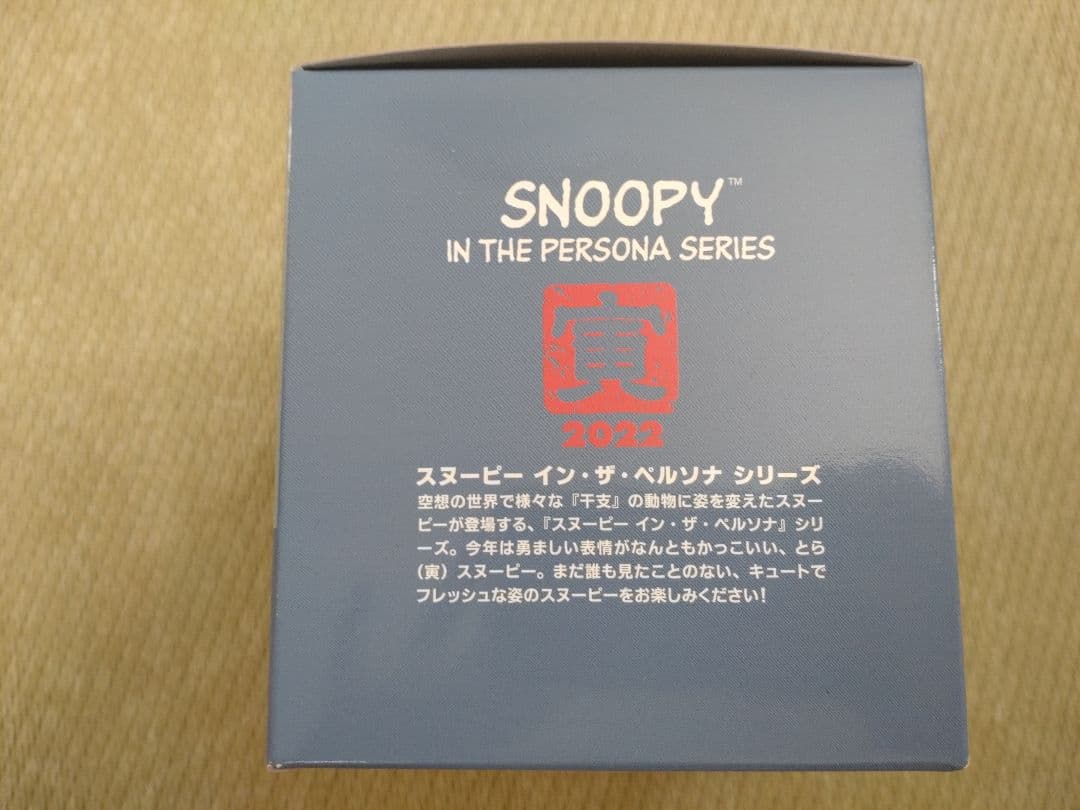 SNOOPY™
IN THE PERSONA SERIES
寅
2022
スヌーピー イン・ザ・ペルソナ シリーズ
空想の世界で様々な『干支』の動物に姿を変えたスヌー
ピーが登場する、『スヌーピー イン・ザ・ペルソナ』シリ
ーズ。今年は勇ましい表情がなんともかっこいい、とら
（寅）スヌーピー。まだ誰も見たことのない、キュートで
フレッシュな姿のスヌーピーをお楽しみください！